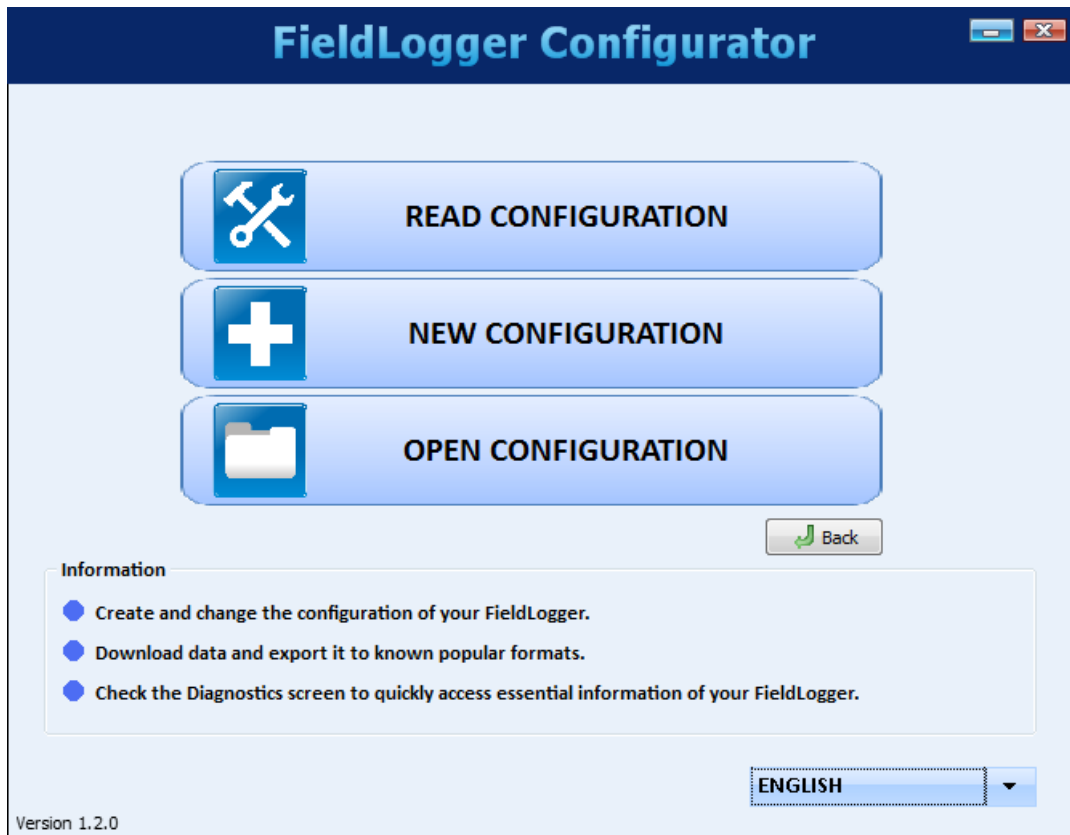 FieldLogger Configurator
READ CONFIGURATION
NEW CONFIGURATION
OPEN CONFIGURATION
Back
Information
Create and change the configuration of your FieldLogger.
Download data and export it to known popular formats.
Check the Diagnostics screen to quickly access essential information of your FieldLogger.
ENGLISH
Version 1.2.0